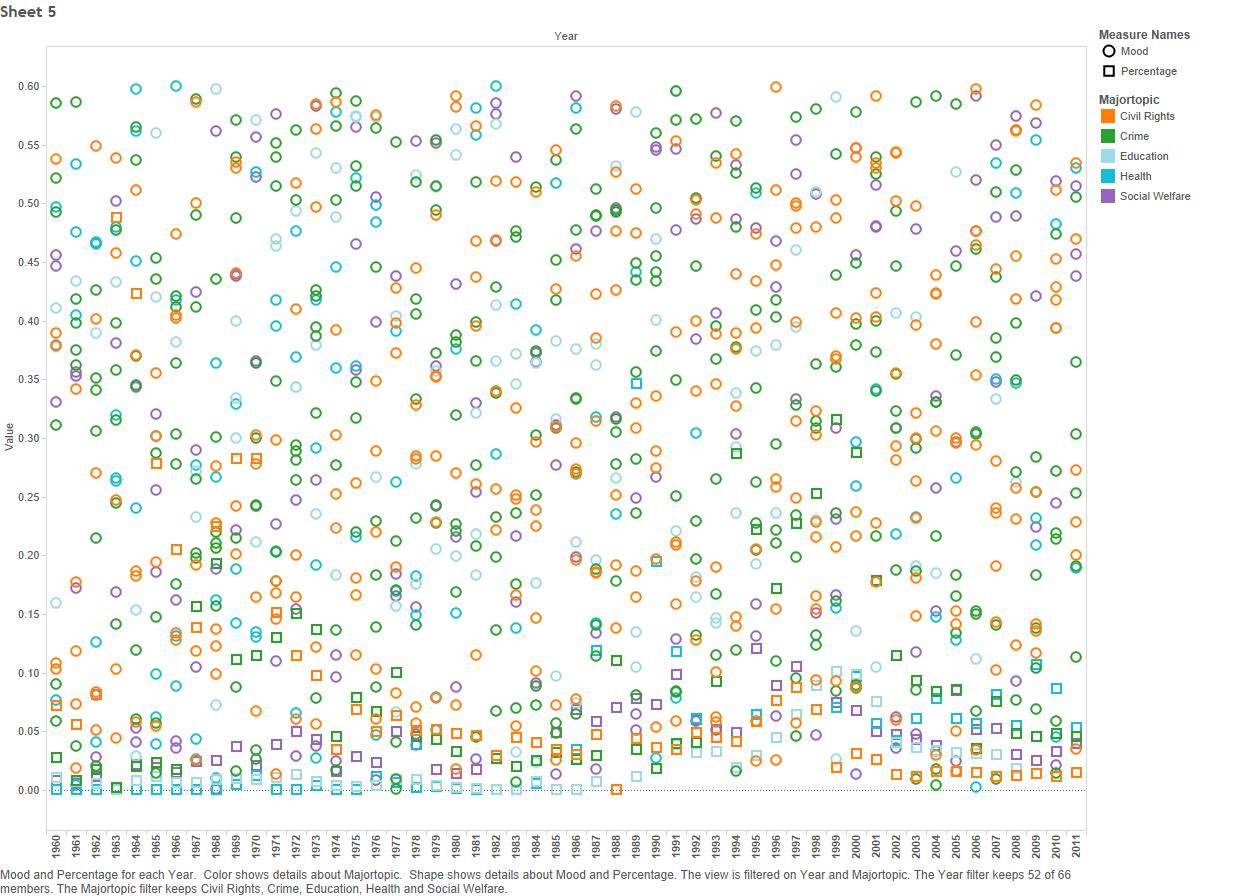 Sheet 5
Year
Measure Names
Mood
Percentage
Majortopic
Civil Rights
Crime
Education
Health
Social Welfare
Value
0.60
0.55
0.50
0.45
0.40
0.35
0.30
0.25
0.20
0.15
0.10
0.05
0.00
1960 1961 1962 1963 1964 1965 1966 1967 1968 1969 1970 1971 1972 1973 1974 1975 1976 1977 1978 1979 1980 1981 1982 1983 1984 1985 1986 1987 1988 1989 1990 1991 1992 1993 1994 1995 1996 1997 1998 1999 2000 2001 2002 2003 2004 2005 2006 2007 2008 2009 2010 2011
Mood and Percentage for each Year.  Color shows details about Majortopic.  Shape shows details about Mood and Percentage. The view is filtered on Year and Majortopic. The Year filter keeps 52 of 66
members. The Majortopic filter keeps Civil Rights, Crime, Education, Health and Social Welfare.